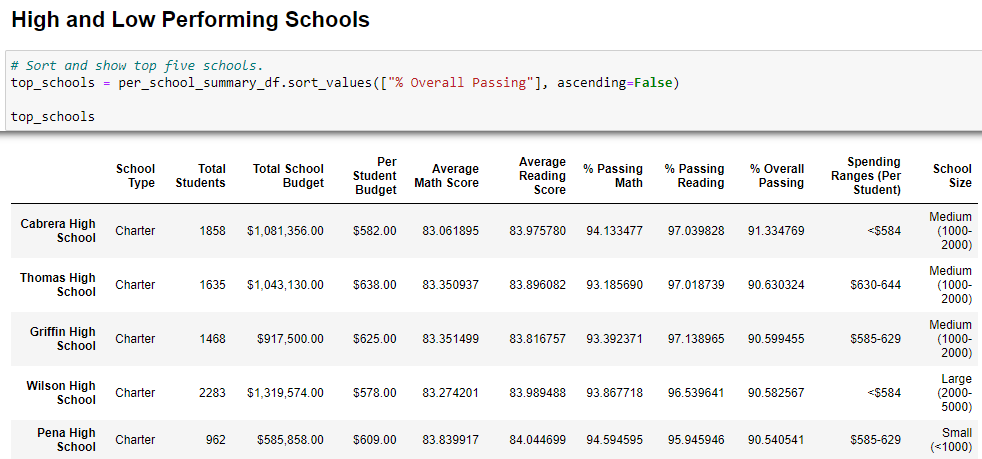 High and Low Performing Schools
# Sort and show top five schools.
top_schools = per_school_summary_df.sort_values(["% Overall Passing"], ascending=False)
top_schools
School Type Total Students Total School Budget Per Student Budget Average Math Score Average Reading Score % Passing Math % Passing Reading % Overall Passing Spending Ranges (Per Student) School Size
Cabrera High School Charter 1858 $1,081,356.00 $582.00 83.061895 83.975780 94.133477 97.039828 91.334769 <$584 Medium (1000-2000)
Thomas High School Charter 1635 $1,043,130.00 $638.00 83.350937 83.896082 93.185690 97.018739 90.630324 $630-644 Medium (1000-2000)
Griffin High School Charter 1468 $917,500.00 $625.00 83.351499 83.816757 93.392371 97.138965 90.599455 $585-629 Medium (1000-2000)
Wilson High School Charter 2283 $1,319,574.00 $578.00 83.274201 83.989488 93.867718 96.539641 90.582567 <$584 Large (2000-5000)
Pena High School Charter 962 $585,858.00 $609.00 83.839917 84.044699 94.594595 95.945946 90.540541 $585-629 Small (<1000)